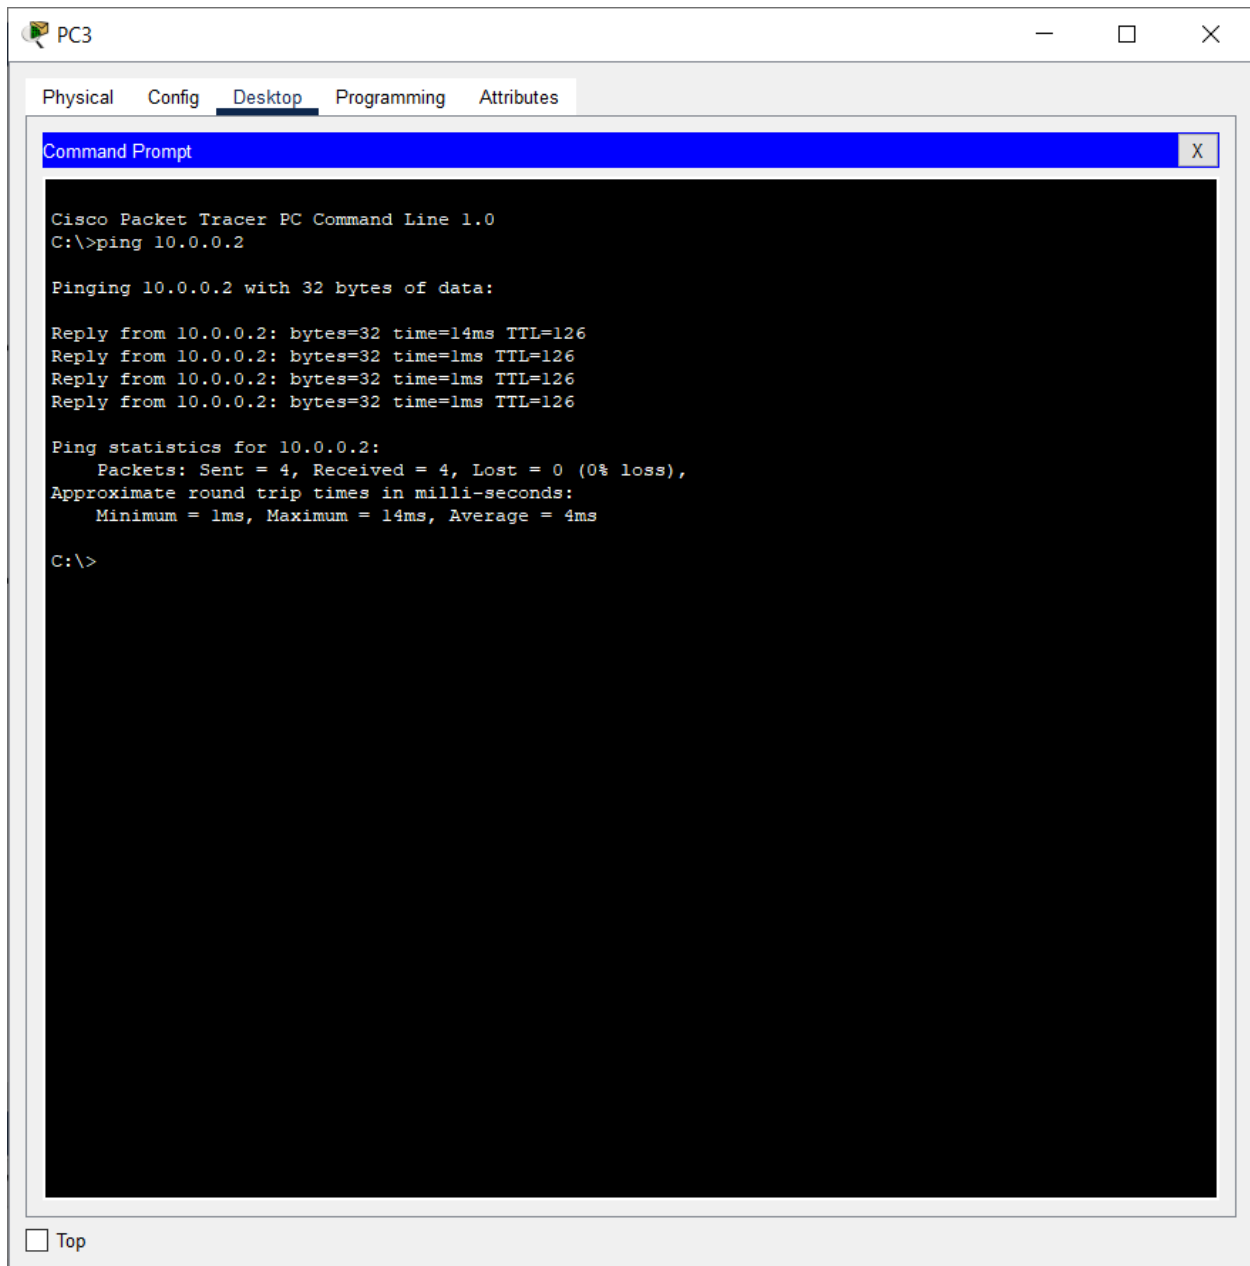 PC3
Physical Config Desktop Programming Attributes
Command Prompt X
Cisco Packet Tracer PC Command Line 1.0
C:\>ping 10.0.0.2
Pinging 10.0.0.2 with 32 bytes of data:
Reply from 10.0.0.2: bytes=32 time=14ms TTL=126
Reply from 10.0.0.2: bytes=32 time=1ms TTL=126
Reply from 10.0.0.2: bytes=32 time=1ms TTL=126
Reply from 10.0.0.2: bytes=32 time=1ms TTL=126
Ping statistics for 10.0.0.2:
Packets: Sent = 4, Received = 4, Lost = 0 (0% loss),
Approximate round trip times in milli-seconds:
Minimum = 1ms, Maximum = 14ms, Average = 4ms
C:\>
Top